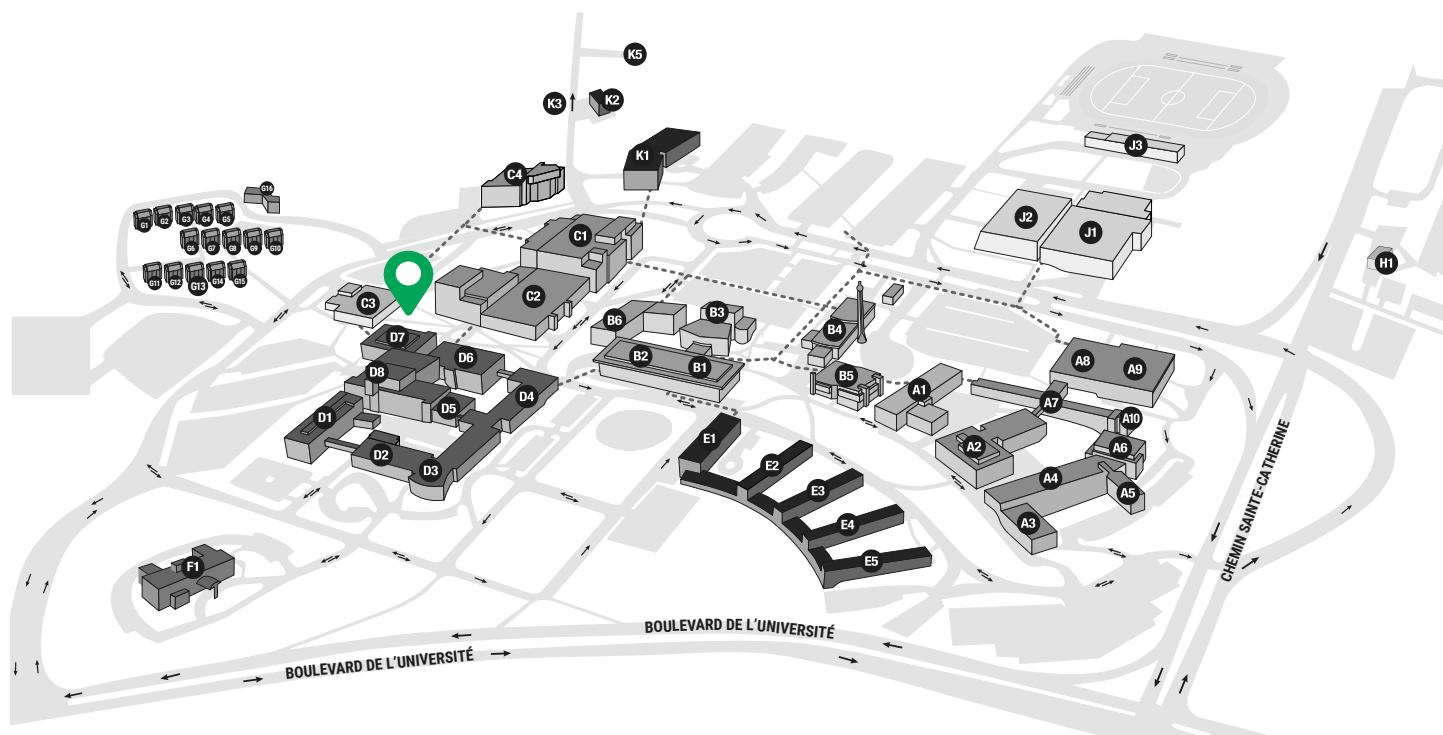 K5
K3
K2
K1
J3
C4
G16
G1
G2
G3
G4
G5
J2
J1
C1
G6
G7
G8
G9
G10
H1
G11
G12
G13
G14
G15
C3
C2
B6
B3
B4
D7
D6
B2
B1
A8
A9
D8
B5
A1
D4
A7
D1
D5
A10
E1
A2
A6
D2
D3
E2
E3
A4
A5
E4
A3
E5
F1
CHEMIN SAINTE-CATHERINE
BOULEVARD DE L'UNIVERSITÉ
BOULEVARD DE L'UNIVERSITÉ